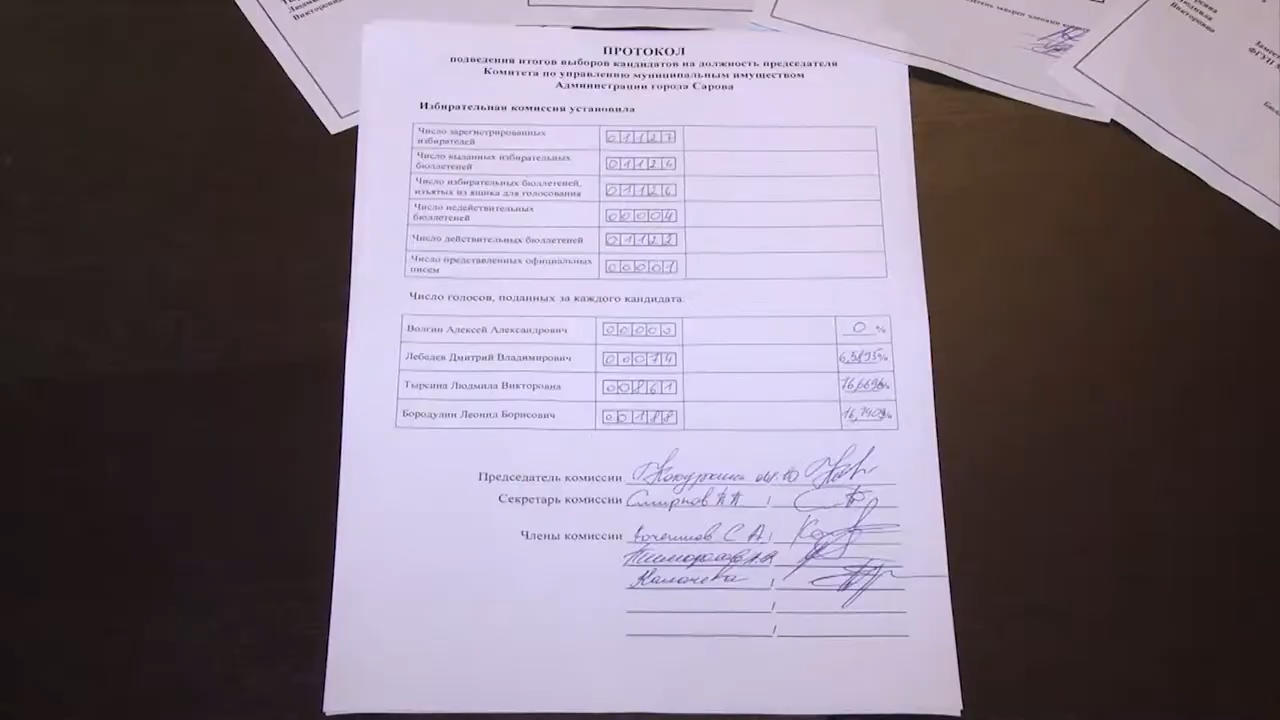 ПРОТОКОЛ
подведения итогов выборов кандидатов на должность председателя
Комитета по управлению муниципальным имуществом
Администрации города Сарова
Избирательная комиссия установила
Число зарегистрированных
избирателей
01127
Число выданных избирательных
бюллетеней
01126
Число избирательных бюллетеней,
изъятых из ящика для голосования
01126
Число недействительных
бюллетеней
00004
Число действительных бюллетеней
01123
Число представленных официальных
писем
00001
Число голосов, поданных за каждого кандидата.
Волгин Алексей Александрович 00000 0 %
Лебедев Дмитрий Владимирович 00074
Тырсина Людмила Викторовна 00861
Бородулин Леонид Борисович 00188
Председатель комиссии
Секретарь комиссии Смирнов
Члены комиссии
Викторовна